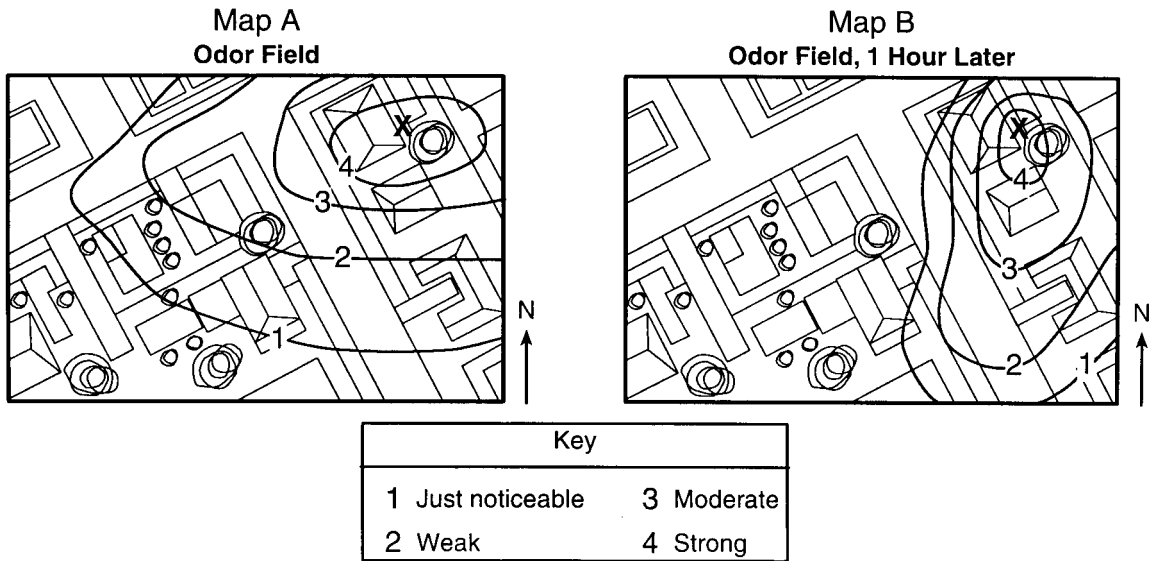 Map A
Odor Field
X
4
3
2
1
N
Map B
Odor Field, 1 Hour Later
X
4
3
2
1
N
Key
1 Just noticeable
3 Moderate
2 Weak
4 Strong